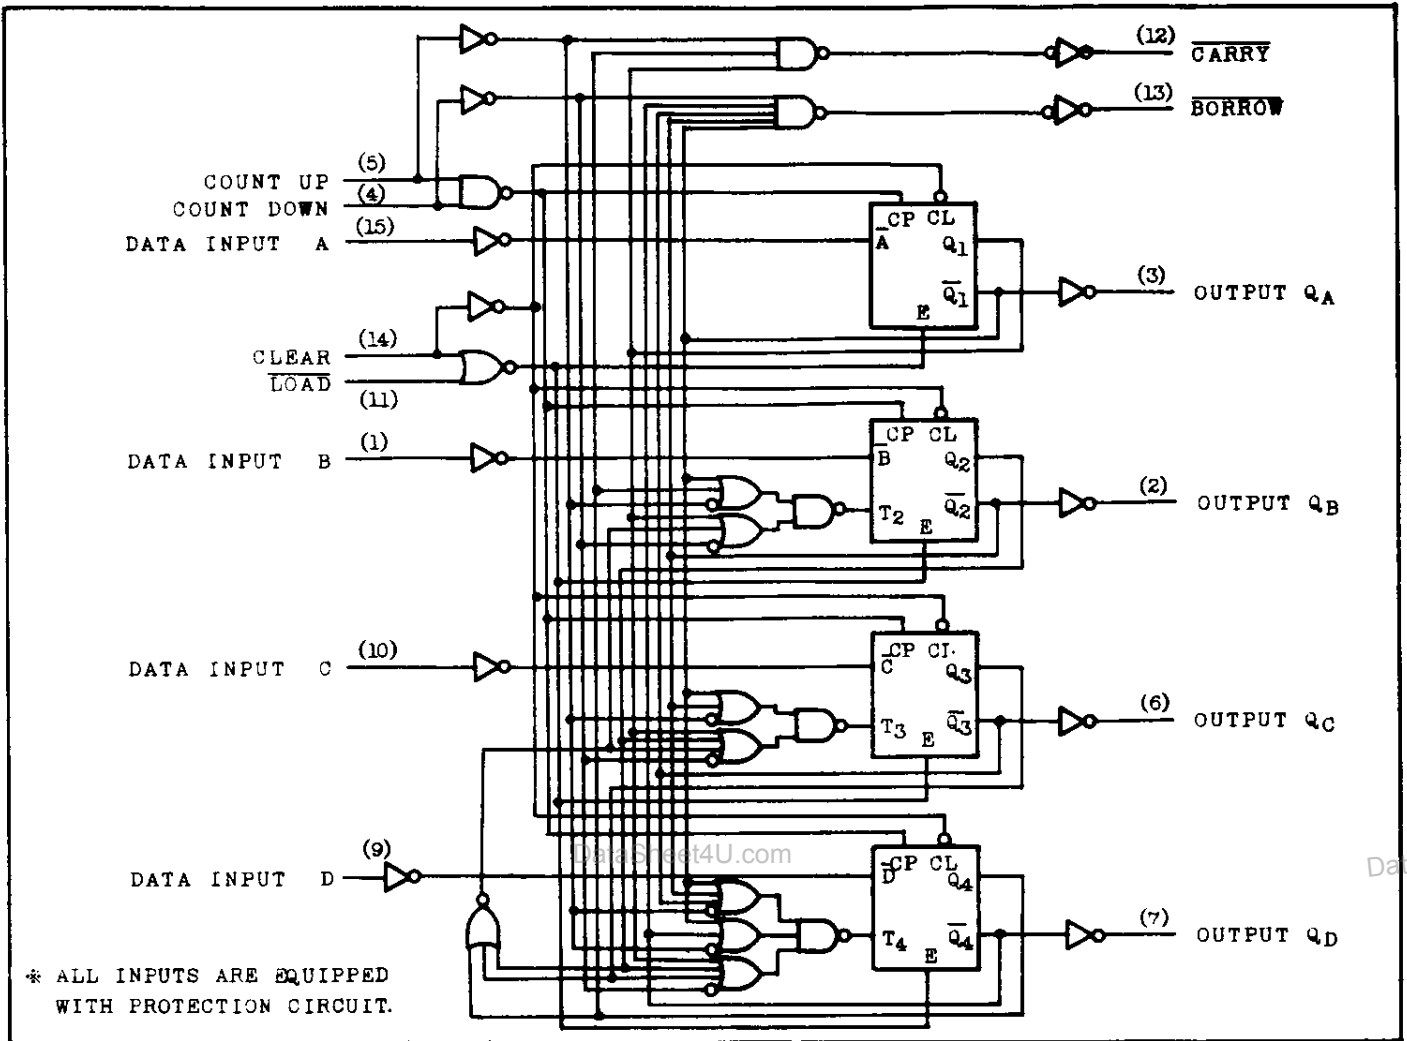 (12) CARRY
(13) BORROW
COUNT UP (5)
COUNT DOWN (4)
DATA INPUT A (15)
CP CL
A Q1
Q1
E
(3) OUTPUT QA
CLEAR (14)
LOAD (11)
DATA INPUT B (1)
CP CL
B Q2
T2 Q2
E
(2) OUTPUT QB
DATA INPUT C (10)
CP CL
C Q3
T3 Q3
E
(6) OUTPUT QC
DataSheet4U.com
Dat
DATA INPUT D (9)
CP CL
D Q4
T4 Q4
E
(7) OUTPUT QD
※ ALL INPUTS ARE EQUIPPED
WITH PROTECTION CIRCUIT.